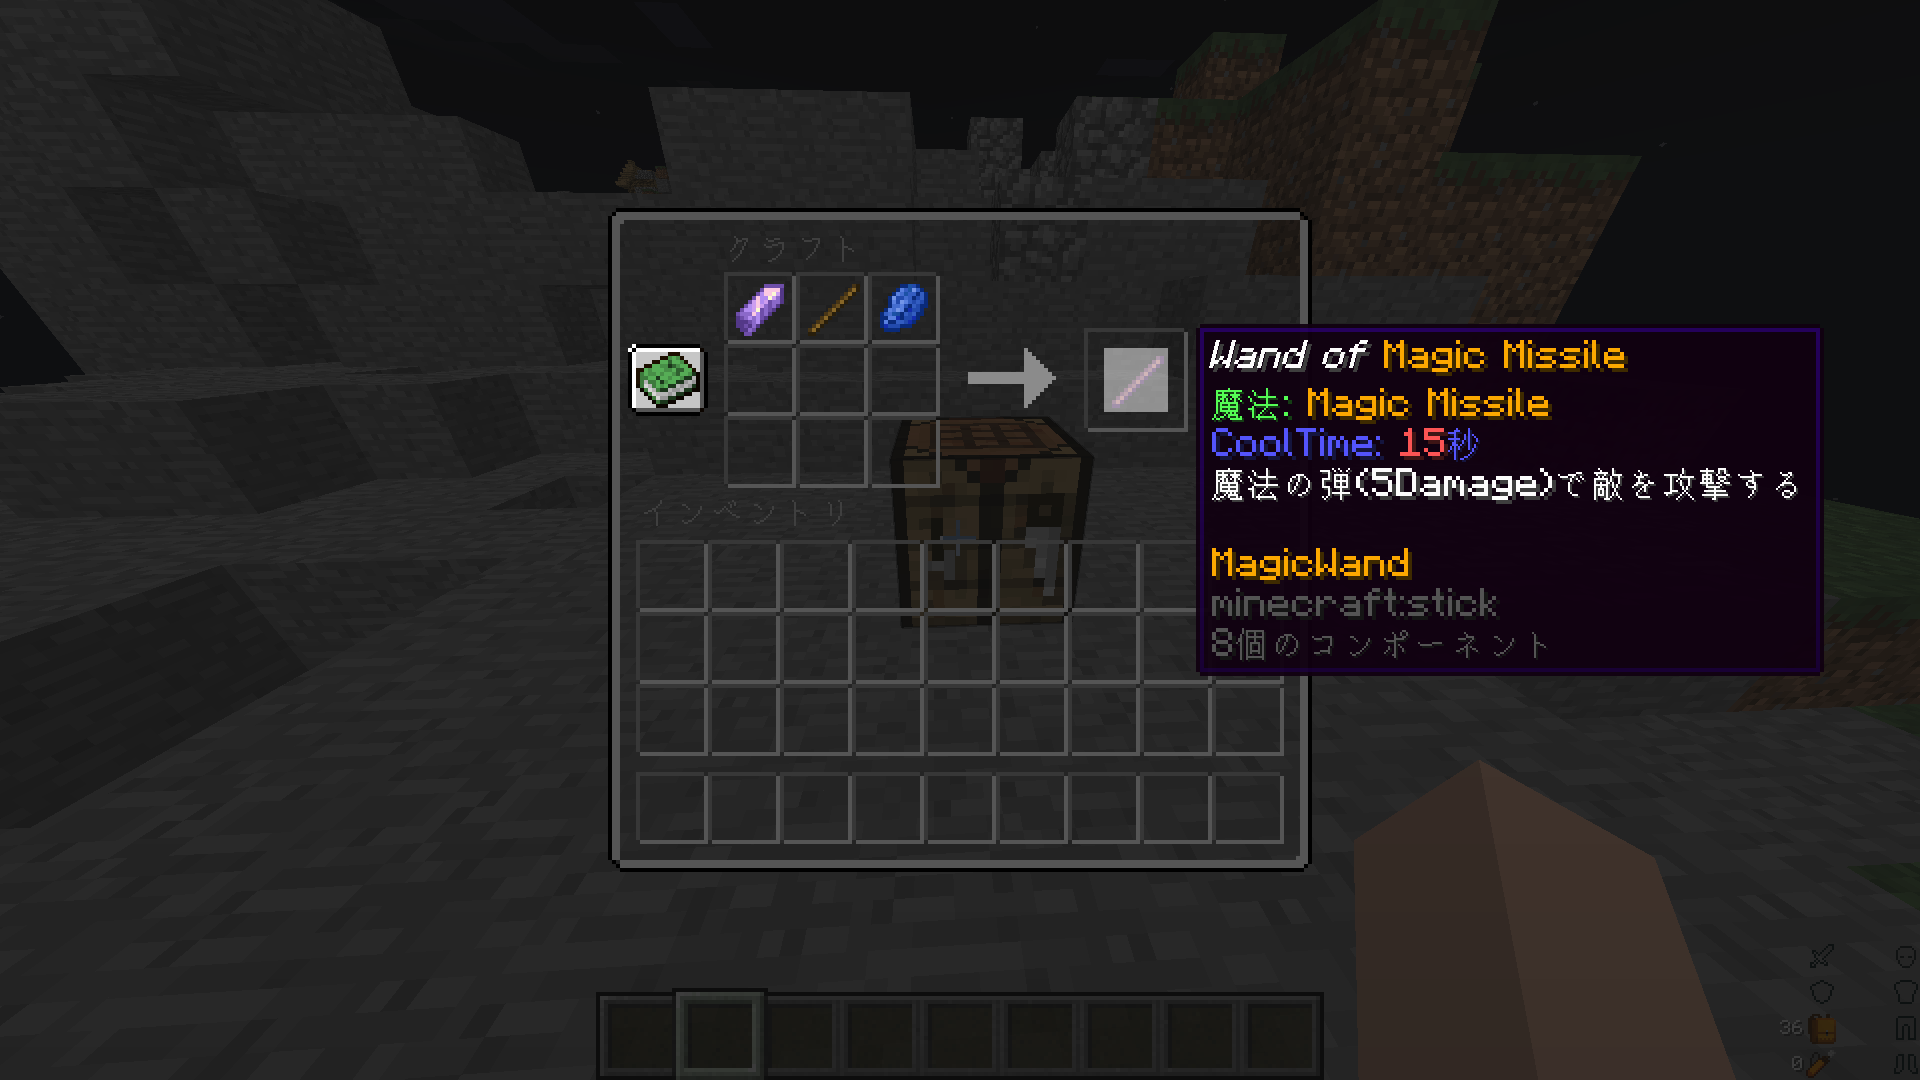 クラフト
Wand of Magic Missile
魔法: Magic Missile
CoolTime: 15秒
魔法の弾(5Damage)で敵を攻撃する
インベントリ
MagicWand
minecraft:stick
8個のコンポーネント
36
0